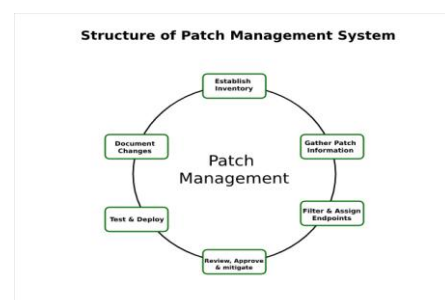 Structure of Patch Management System
Establish
Inventory
Gather Patch
Information
Filter & Assign
Endpoints
Review, Approve
& mitigate
Test & Deploy
Document
Changes
Patch
Management